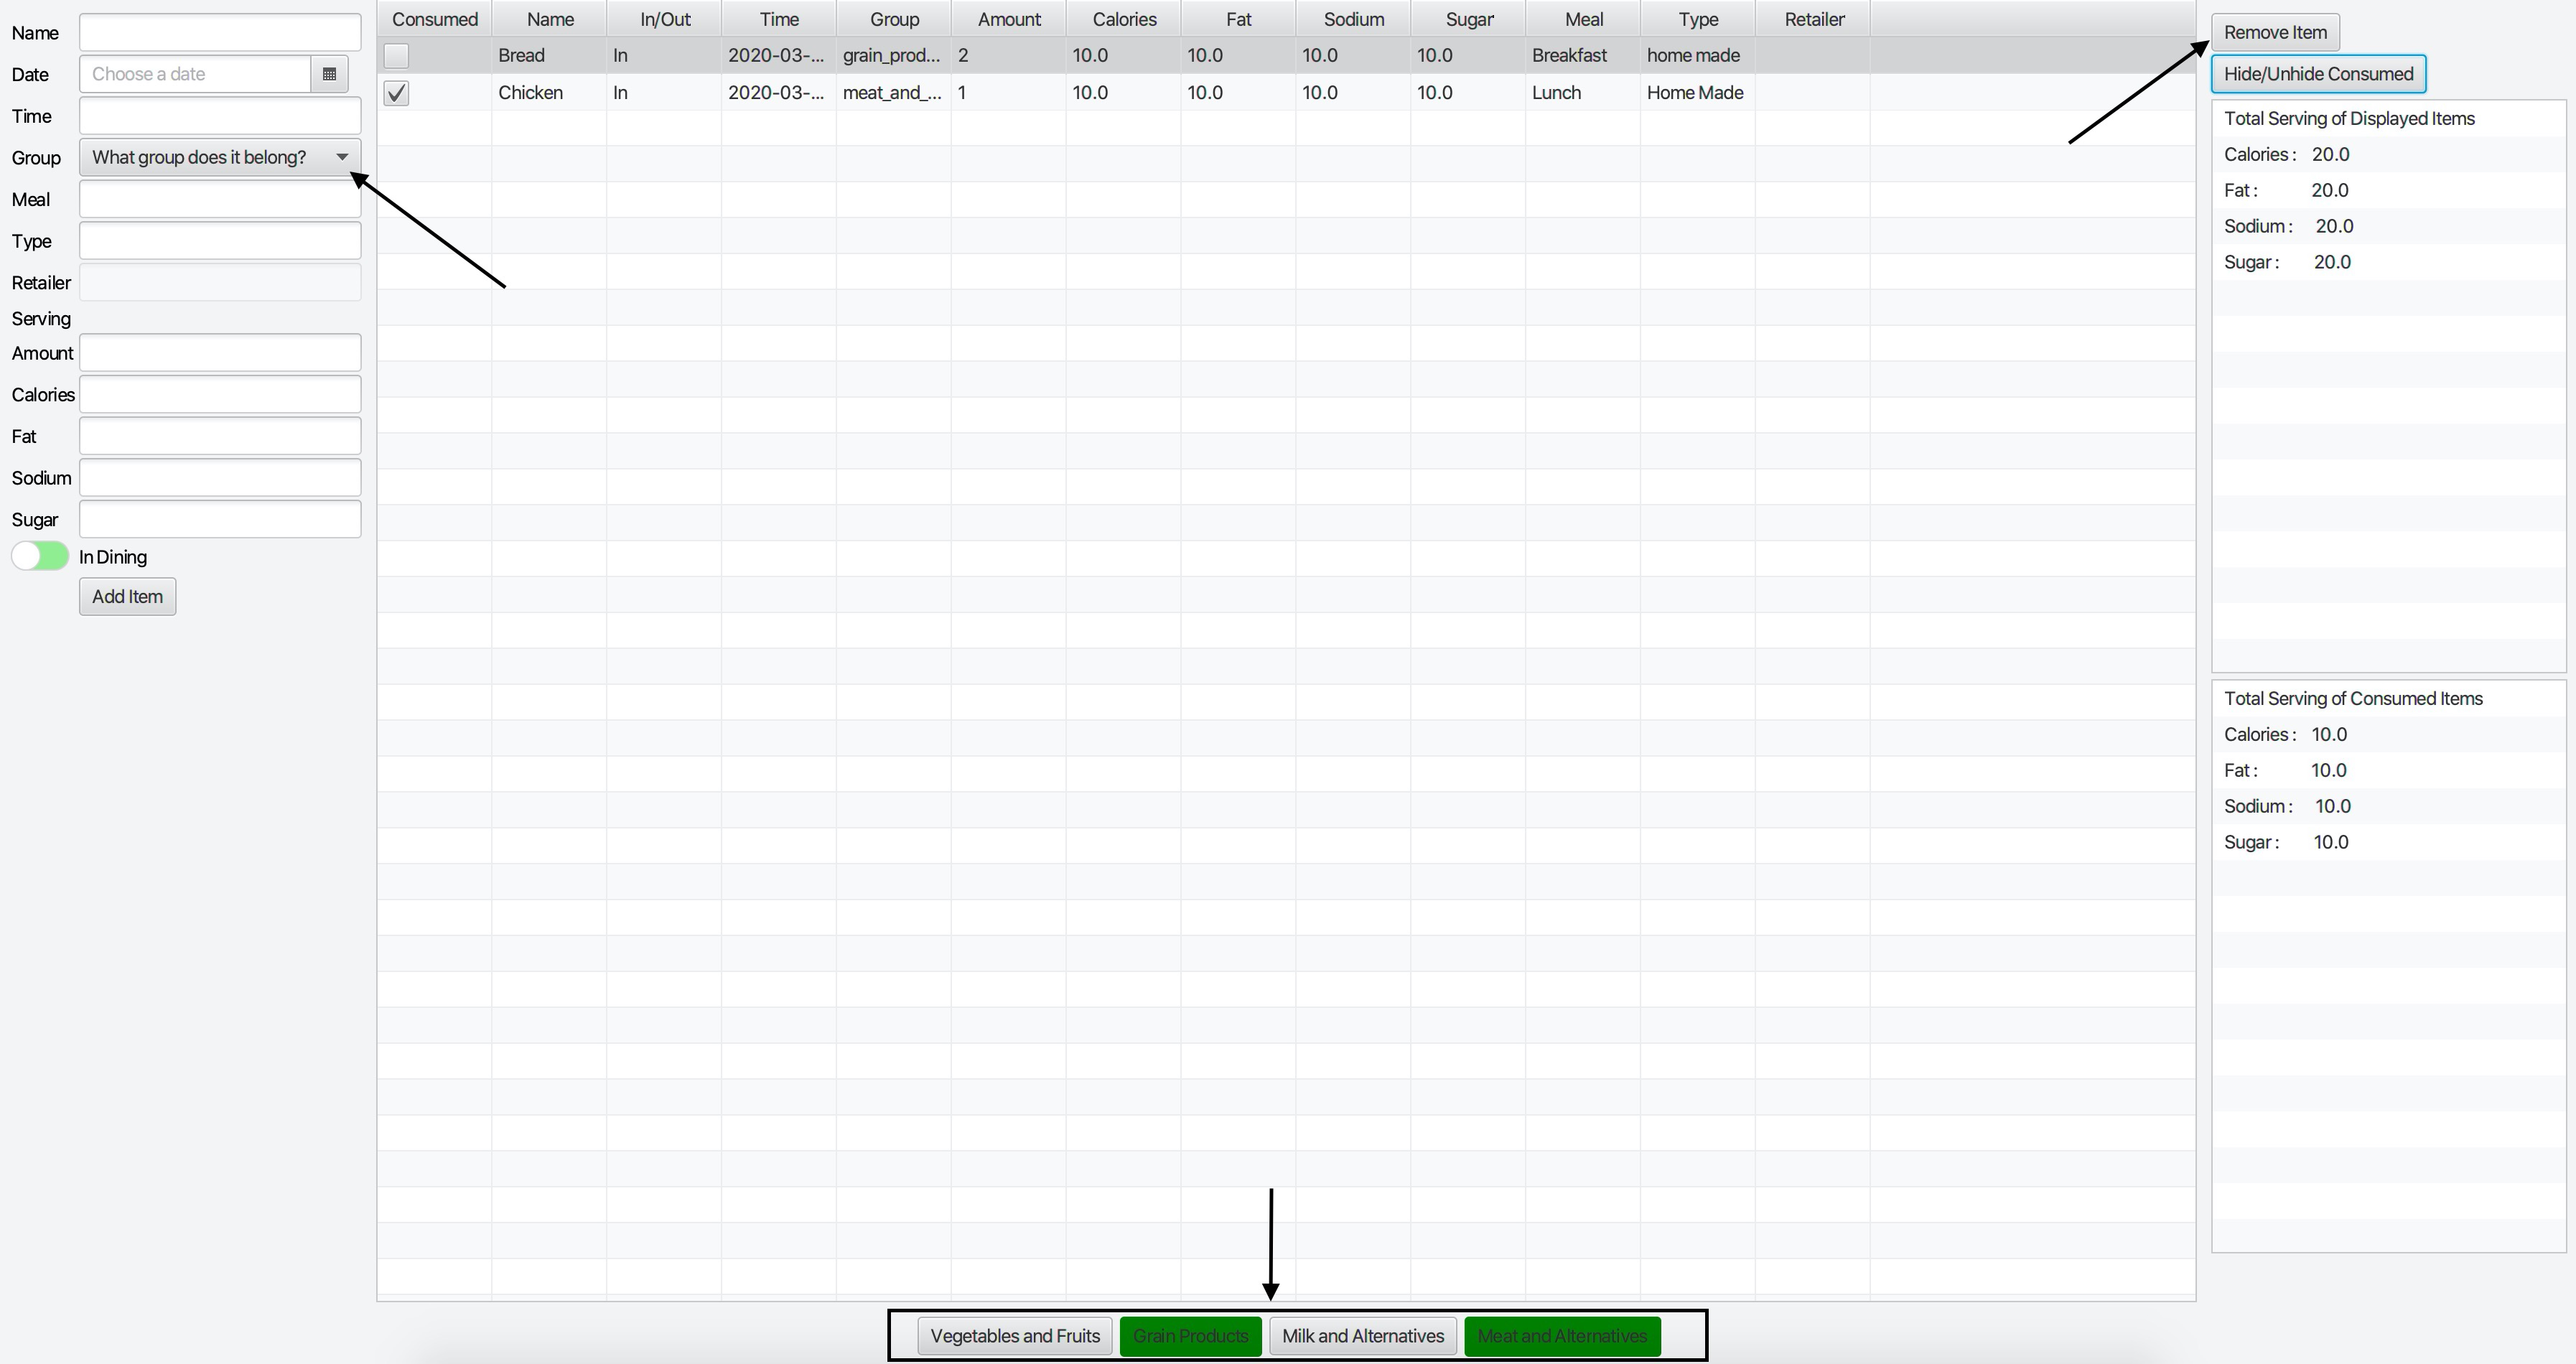 Name
Date Choose a date
Time
Group What group does it belong?
Meal
Type
Retailer
Serving
Amount
Calories
Fat
Sodium
Sugar
In Dining
Add Item
Consumed Name In/Out Time Group Amount Calories Fat Sodium Sugar Meal Type Retailer
Bread In 2020-03-... grain_prod... 2 10.0 10.0 10.0 10.0 Breakfast home made
Chicken In 2020-03-... meat_and_... 1 10.0 10.0 10.0 10.0 Lunch Home Made
Remove Item
Hide/Unhide Consumed
Total Serving of Displayed Items
Calories : 20.0
Fat : 20.0
Sodium : 20.0
Sugar : 20.0
Total Serving of Consumed Items
Calories : 10.0
Fat : 10.0
Sodium : 10.0
Sugar : 10.0
Vegetables and Fruits Grain Products Milk and Alternatives Meat and Alternatives